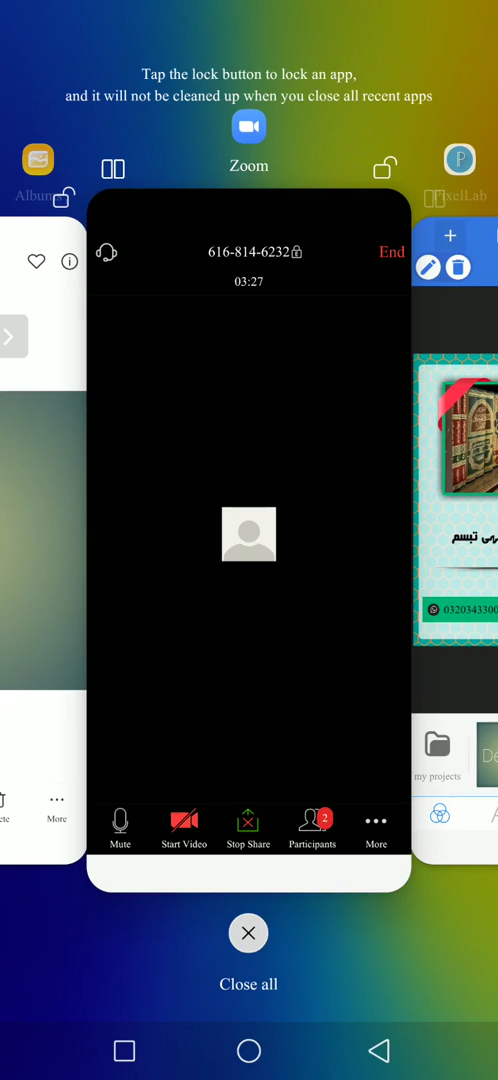 Tap the lock button to lock an app,
and it will not be cleaned up when you close all recent apps
Album
Zoom
PixelLab
616-814-6232
End
03:27
2
Mute
Start Video
Stop Share
Participants
More
More
تبسم
0320343300
my projects
De
Close all